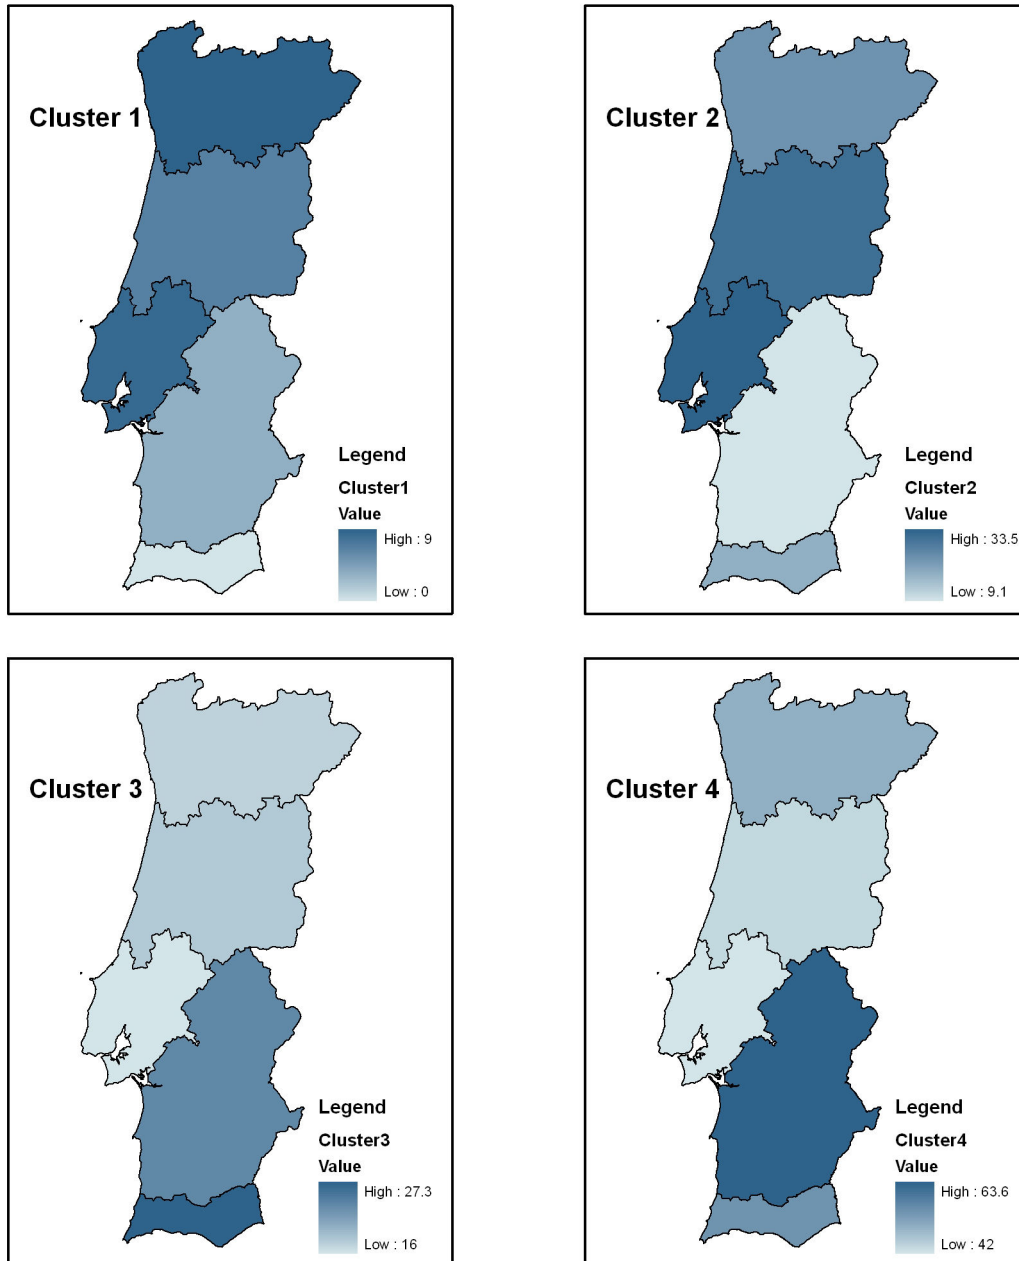 Cluster 1
Legend
Cluster1
Value
High : 9
Low : 0
Cluster 2
Legend
Cluster2
Value
High : 33.5
Low : 9.1
Cluster 3
Legend
Cluster3
Value
High : 27.3
Low : 16
Cluster 4
Legend
Cluster4
Value
High : 63.6
Low : 42